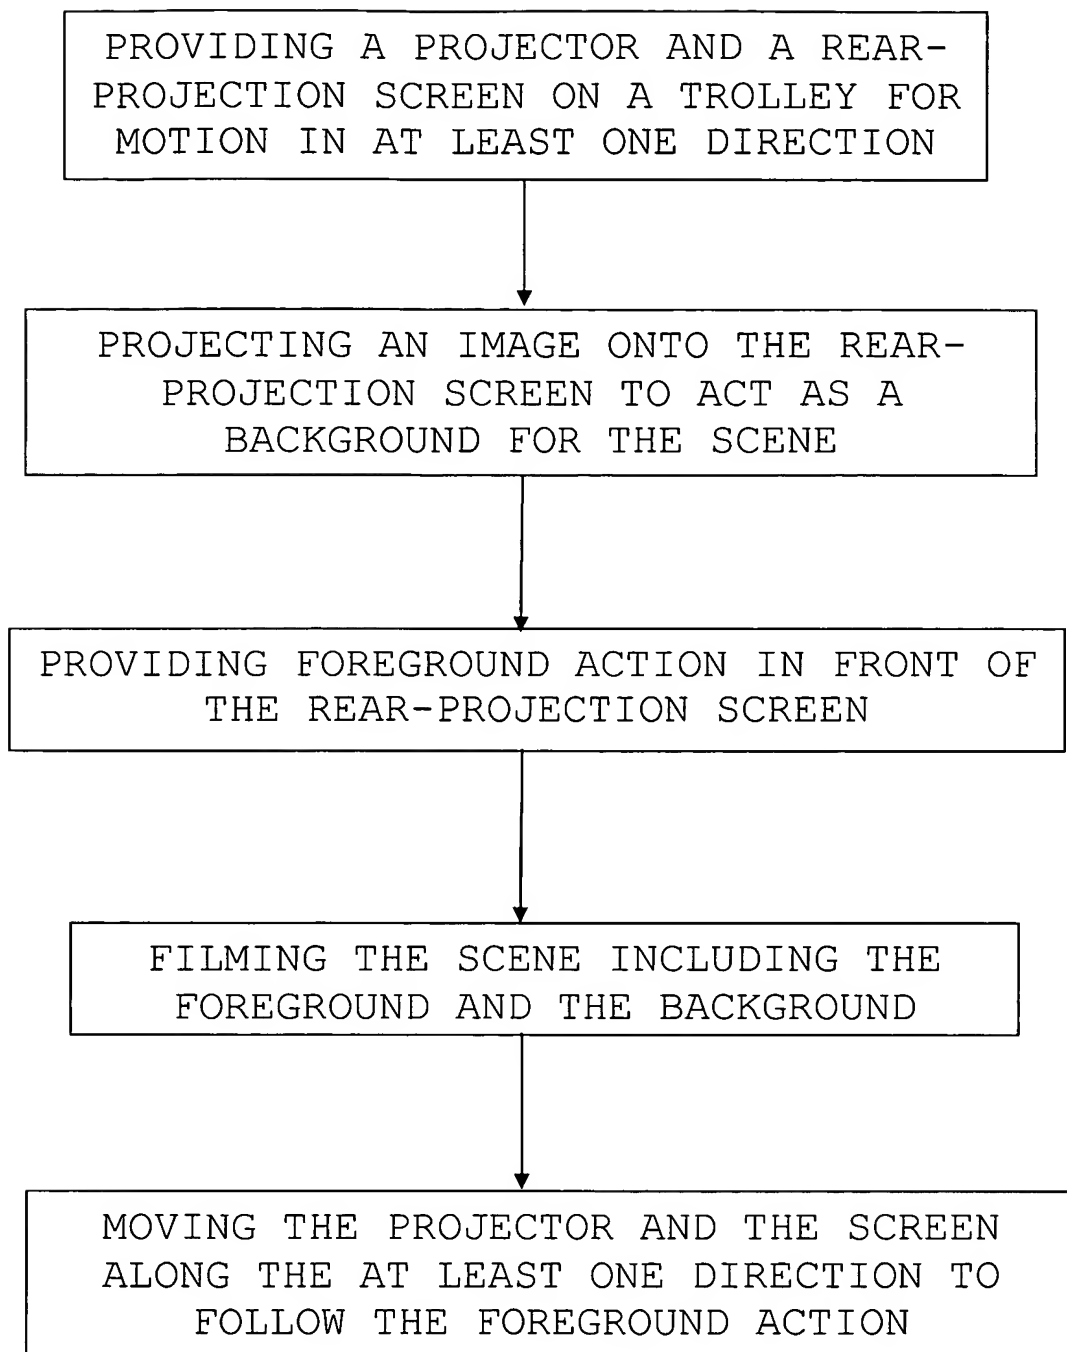 PROVIDING A PROJECTOR AND A REAR-
PROJECTION SCREEN ON A TROLLEY FOR
MOTION IN AT LEAST ONE DIRECTION
PROJECTING AN IMAGE ONTO THE REAR-
PROJECTION SCREEN TO ACT AS A
BACKGROUND FOR THE SCENE
PROVIDING FOREGROUND ACTION IN FRONT OF
THE REAR-PROJECTION SCREEN
FILMING THE SCENE INCLUDING THE
FOREGROUND AND THE BACKGROUND
MOVING THE PROJECTOR AND THE SCREEN
ALONG THE AT LEAST ONE DIRECTION TO
FOLLOW THE FOREGROUND ACTION